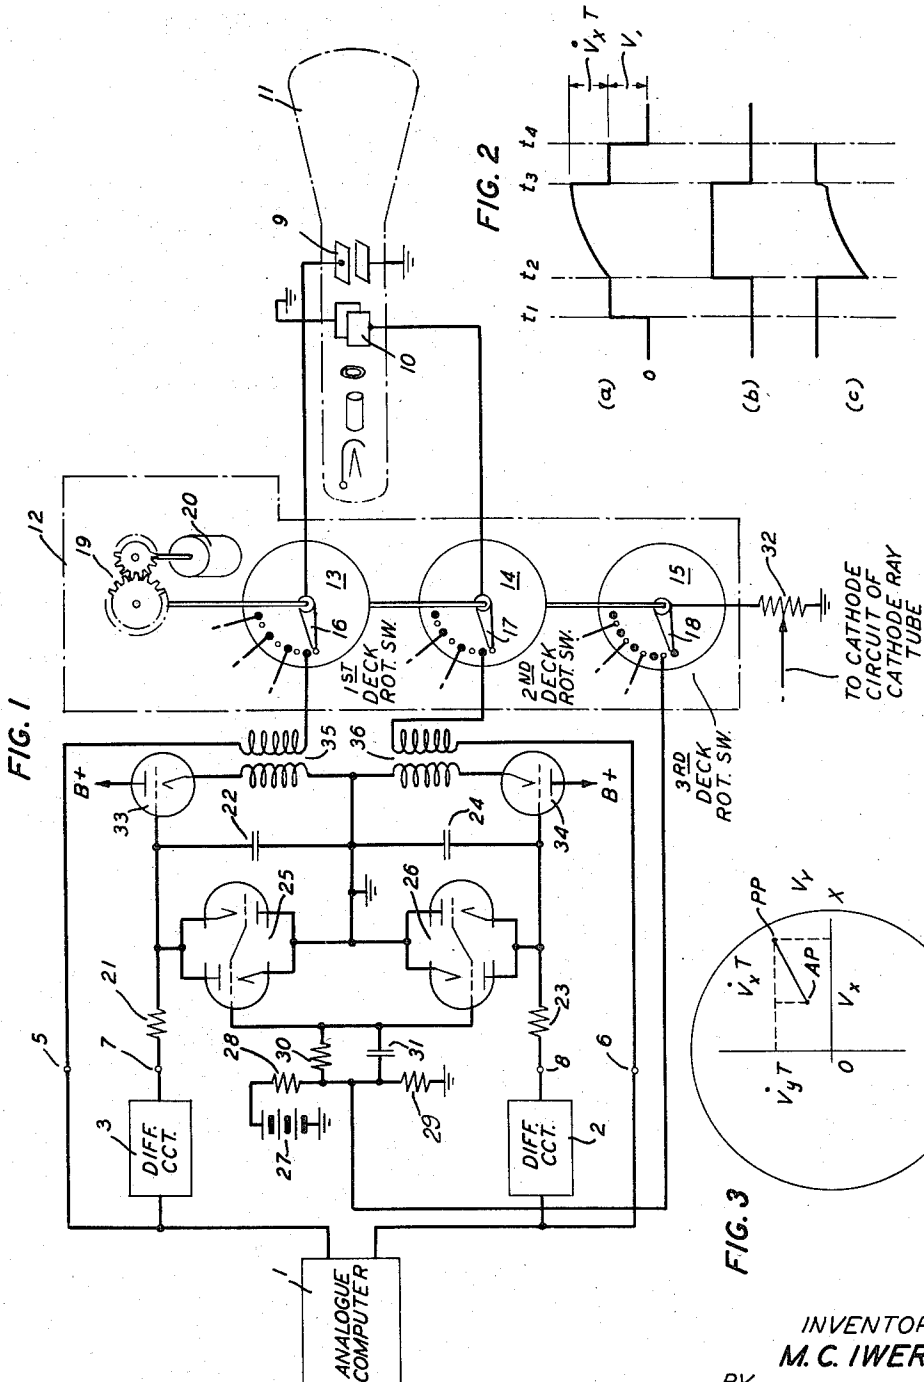 FIG. 1
1
ANALOGUE
COMPUTER
5
3
DIFF.
CCT.
7
21
33
B+
22
25
35
28
27
30
31
29
26
24
36
34
B+
2
DIFF.
CCT.
8
23
6
12
19
20
13
16
1ST
DECK
ROT. SW.
14
17
2ND
DECK
ROT. SW.
15
18
3RD
DECK
ROT. SW.
32
TO CATHODE
CIRCUIT OF
CATHODE RAY
TUBE
9
10
11
FIG. 2
t1
t2
t3
t4
V̇x T
V,
(a)
0
(b)
(c)
FIG. 3
PP
AP
V̇x T
V̇y T
Vx
Vy
X
0
INVENTOR
M. C. IWER
BY